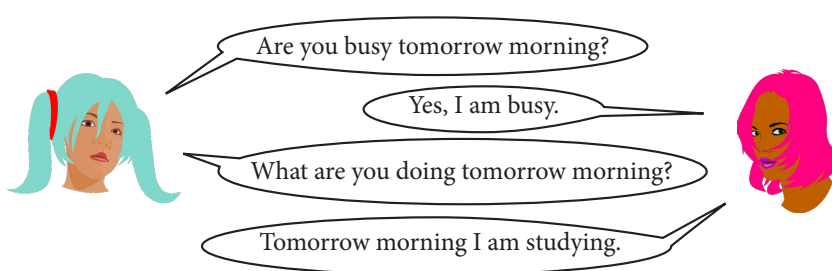 Are you busy tomorrow morning?
Yes, I am busy.
What are you doing tomorrow morning?
Tomorrow morning I am studying.